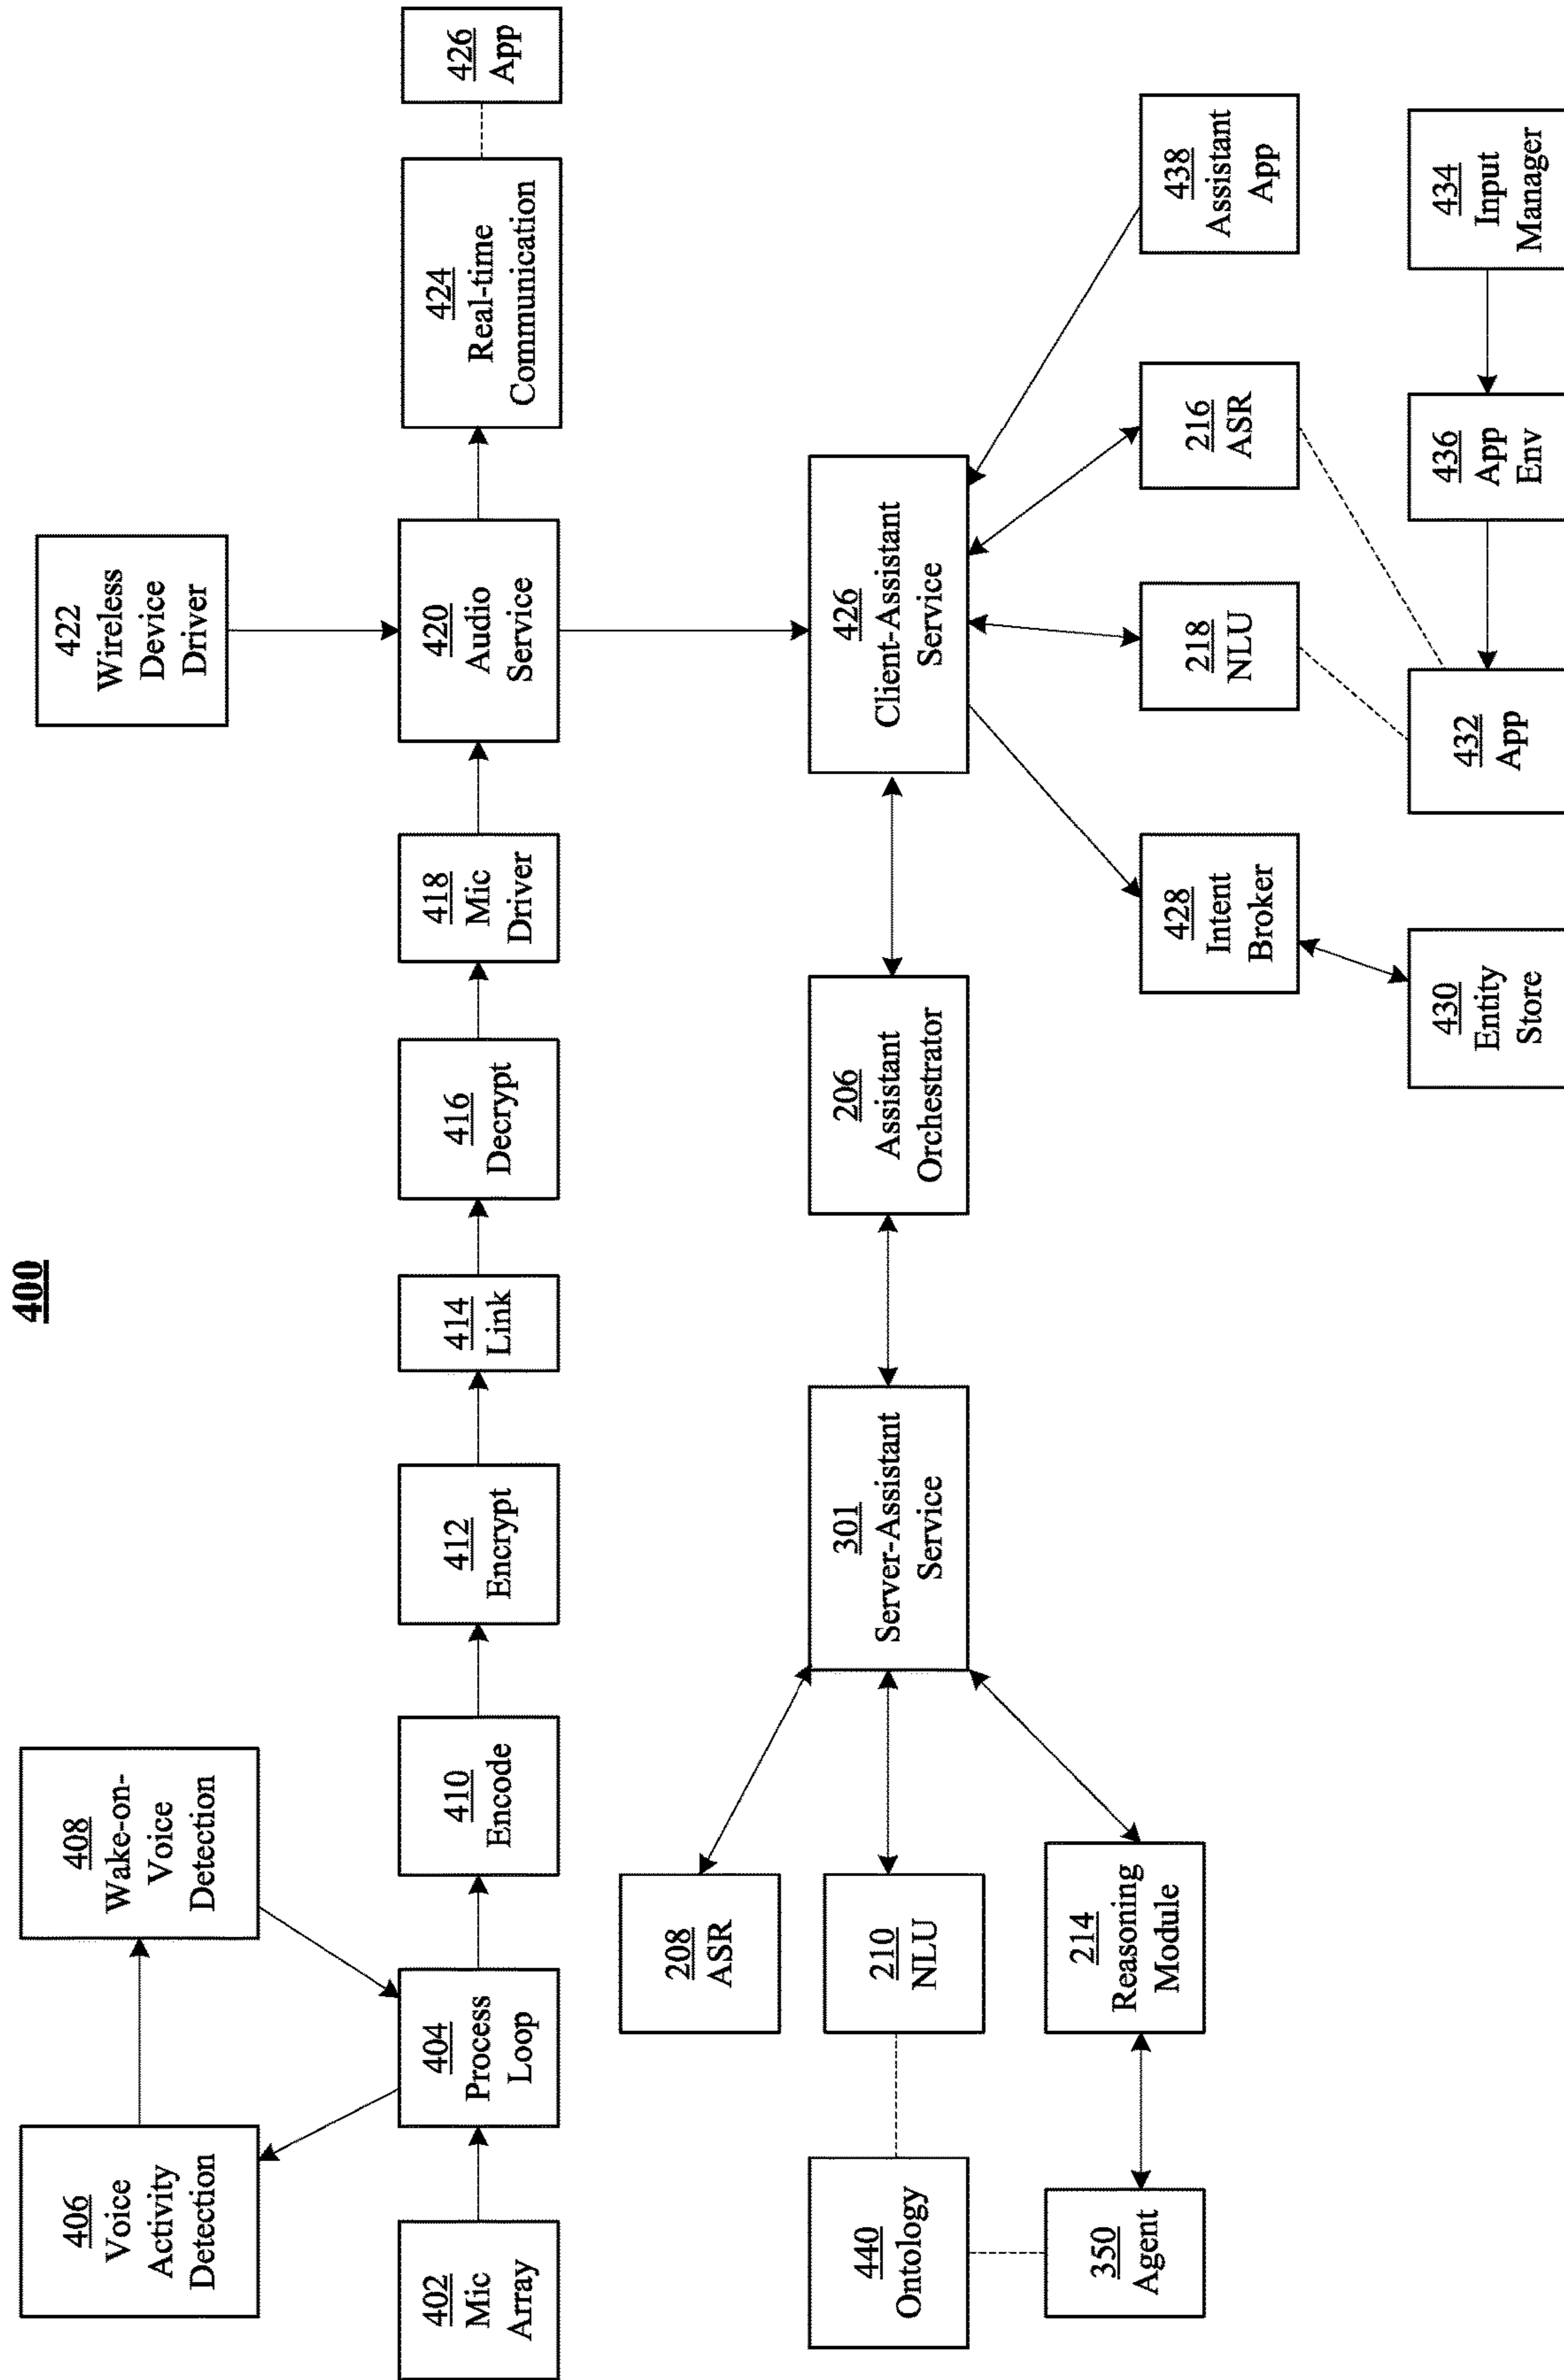 400
406
Voice
Activity
Detection
408
Wake-on-
Voice
Detection
422
Wireless
Device
Driver
402
Mic
Array
404
Process
Loop
410
Encode
412
Encrypt
414
Link
416
Decrypt
418
Mic
Driver
420
Audio
Service
424
Real-time
Communication
426
App
208
ASR
440
Ontology
210
NLU
301
Server-Assistant
Service
206
Assistant
Orchestrator
426
Client-Assistant
Service
350
Agent
214
Reasoning
Module
428
Intent
Broker
218
NLU
216
ASR
438
Assistant
App
430
Entity
Store
432
App
436
App
Env
434
Input
Manager